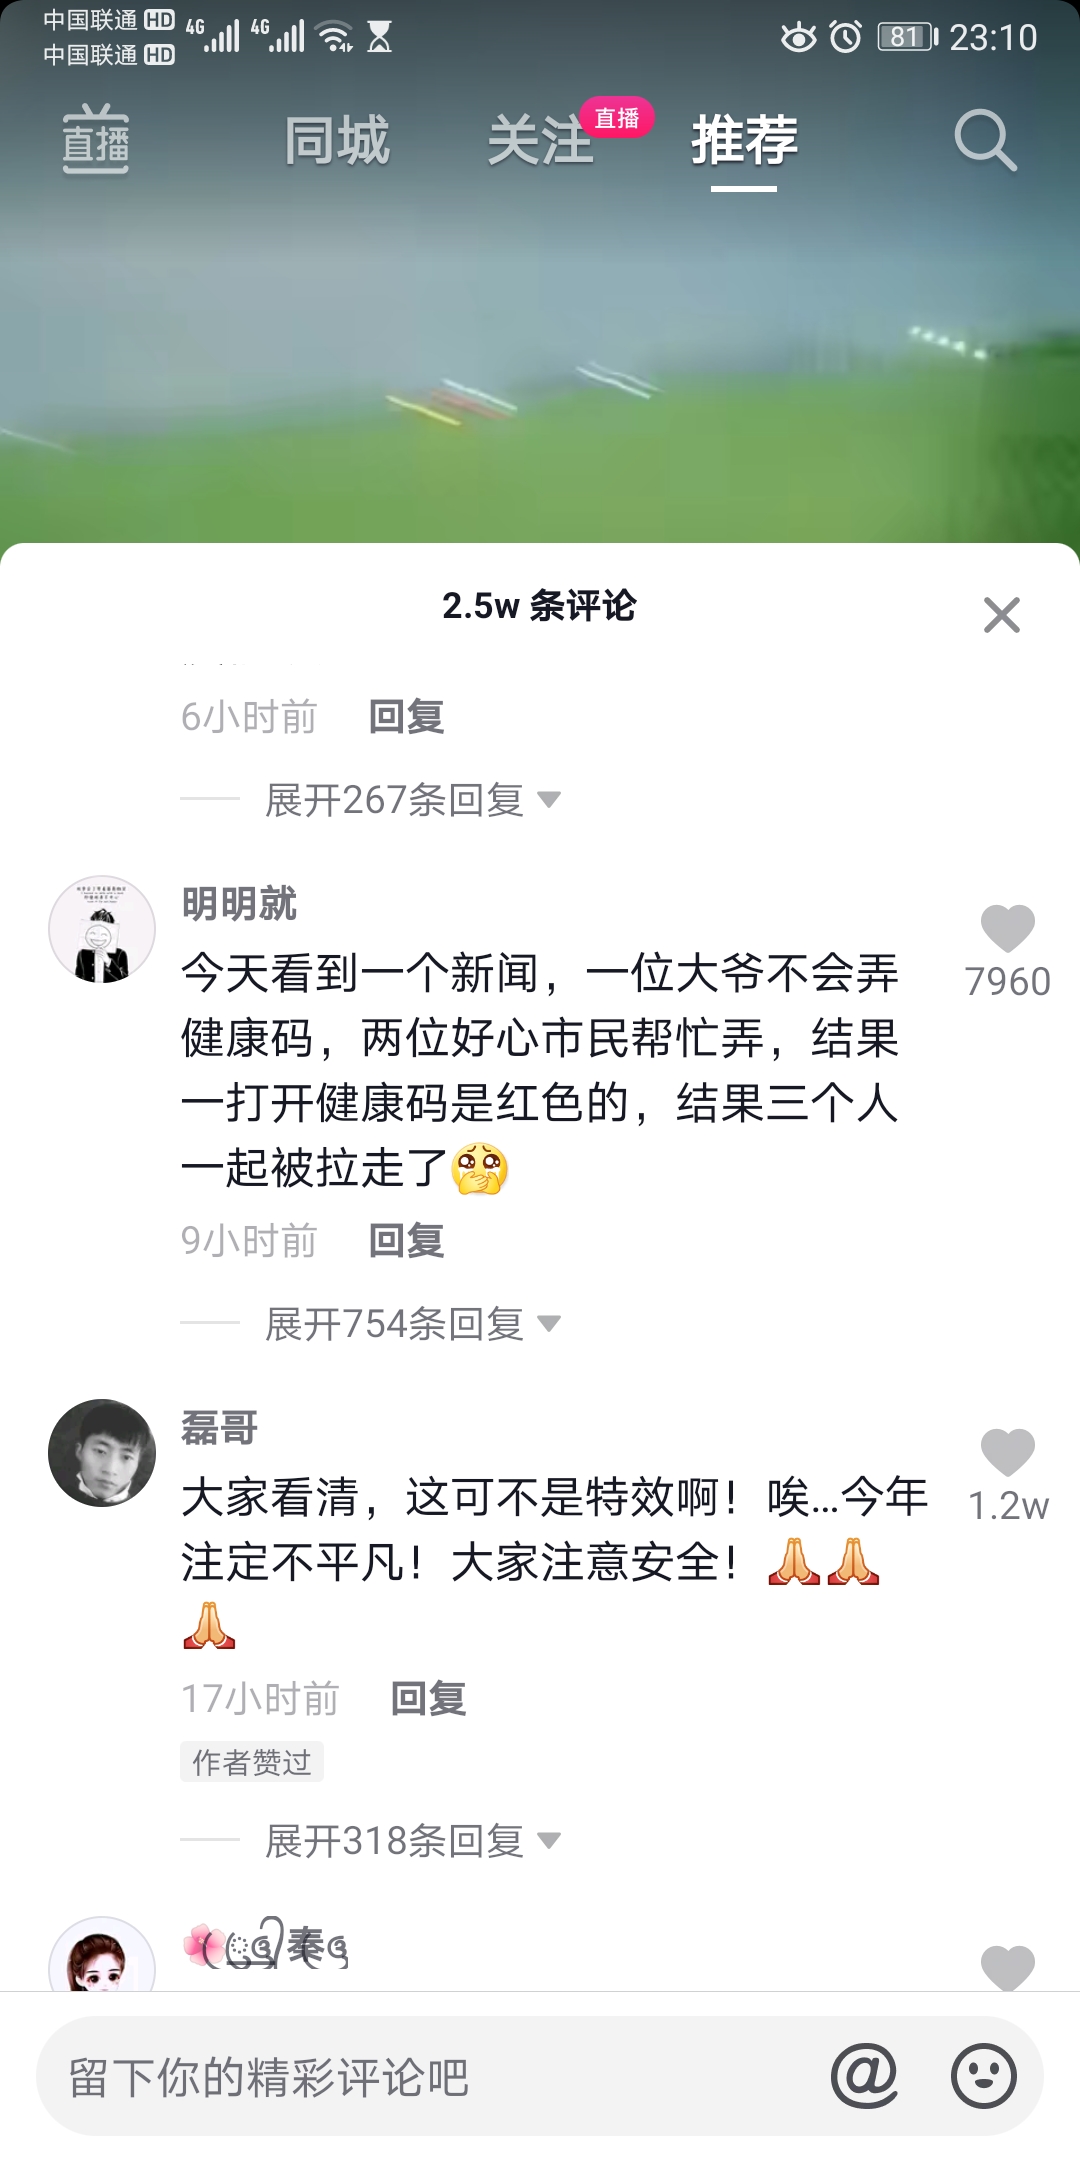 中国联通 HD 4G 4G 81 23:10
中国联通 HD
直播 同城 关注 直播 推荐
2.5w 条评论
6小时前 回复
展开267条回复
明明就
今天看到一个新闻，一位大爷不会弄
健康码，两位好心市民帮忙弄，结果
一打开健康码是红色的，结果三个人
一起被拉走了🥺
7960
9小时前 回复
展开754条回复
磊哥
大家看清，这可不是特效啊！唉...今年
注定不平凡！大家注意安全！🙏🙏
🙏
1.2w
17小时前 回复
作者赞过
展开318条回复
留下你的精彩评论吧 @